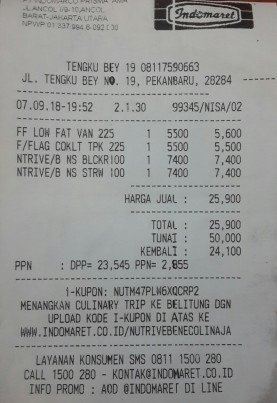 PT.INDOMARCO PRISMATAMA
JL.ANCOL I/9-10,ANCOL
BARAT-JAKARTA UTARA
NPWP:01.337.994.6-092.030
Indomaret
TENGKU BEY 19 08117590663
JL. TENGKU BEY NO. 19, PEKANBARU, 28284
07.09.18-19:52 2.1.30 99345/NISA/02
FF LOW FAT VAN 225 1 5500 5,600
F/FLAG COKLT TPK 225 1 5500 5,500
NTRIVE/B NS BLCKR100 1 7400 7,400
NTRIVE/B NS STRW 100 1 7400 7,400
HARGA JUAL : 25,900
TOTAL : 25,900
TUNAI : 50,000
KEMBALI : 24,100
PPN : DPP= 23,545 PPN= 2,355
I-KUPON: NUTM47PLW6XQCRP2
MENANGKAN CULINARY TRIP KE BELITUNG DGN
UPLOAD KODE I-KUPON DI ATAS KE
WWW.INDOMARET.CO.ID/NUTRIVEBENECOLINAJA
LAYANAN KONSUMEN SMS 0811 1500 280
CALL 1500 280 - KONTAK@INDOMARET.CO.ID
INFO PROMO : ADD @INDOMARET DI LINE